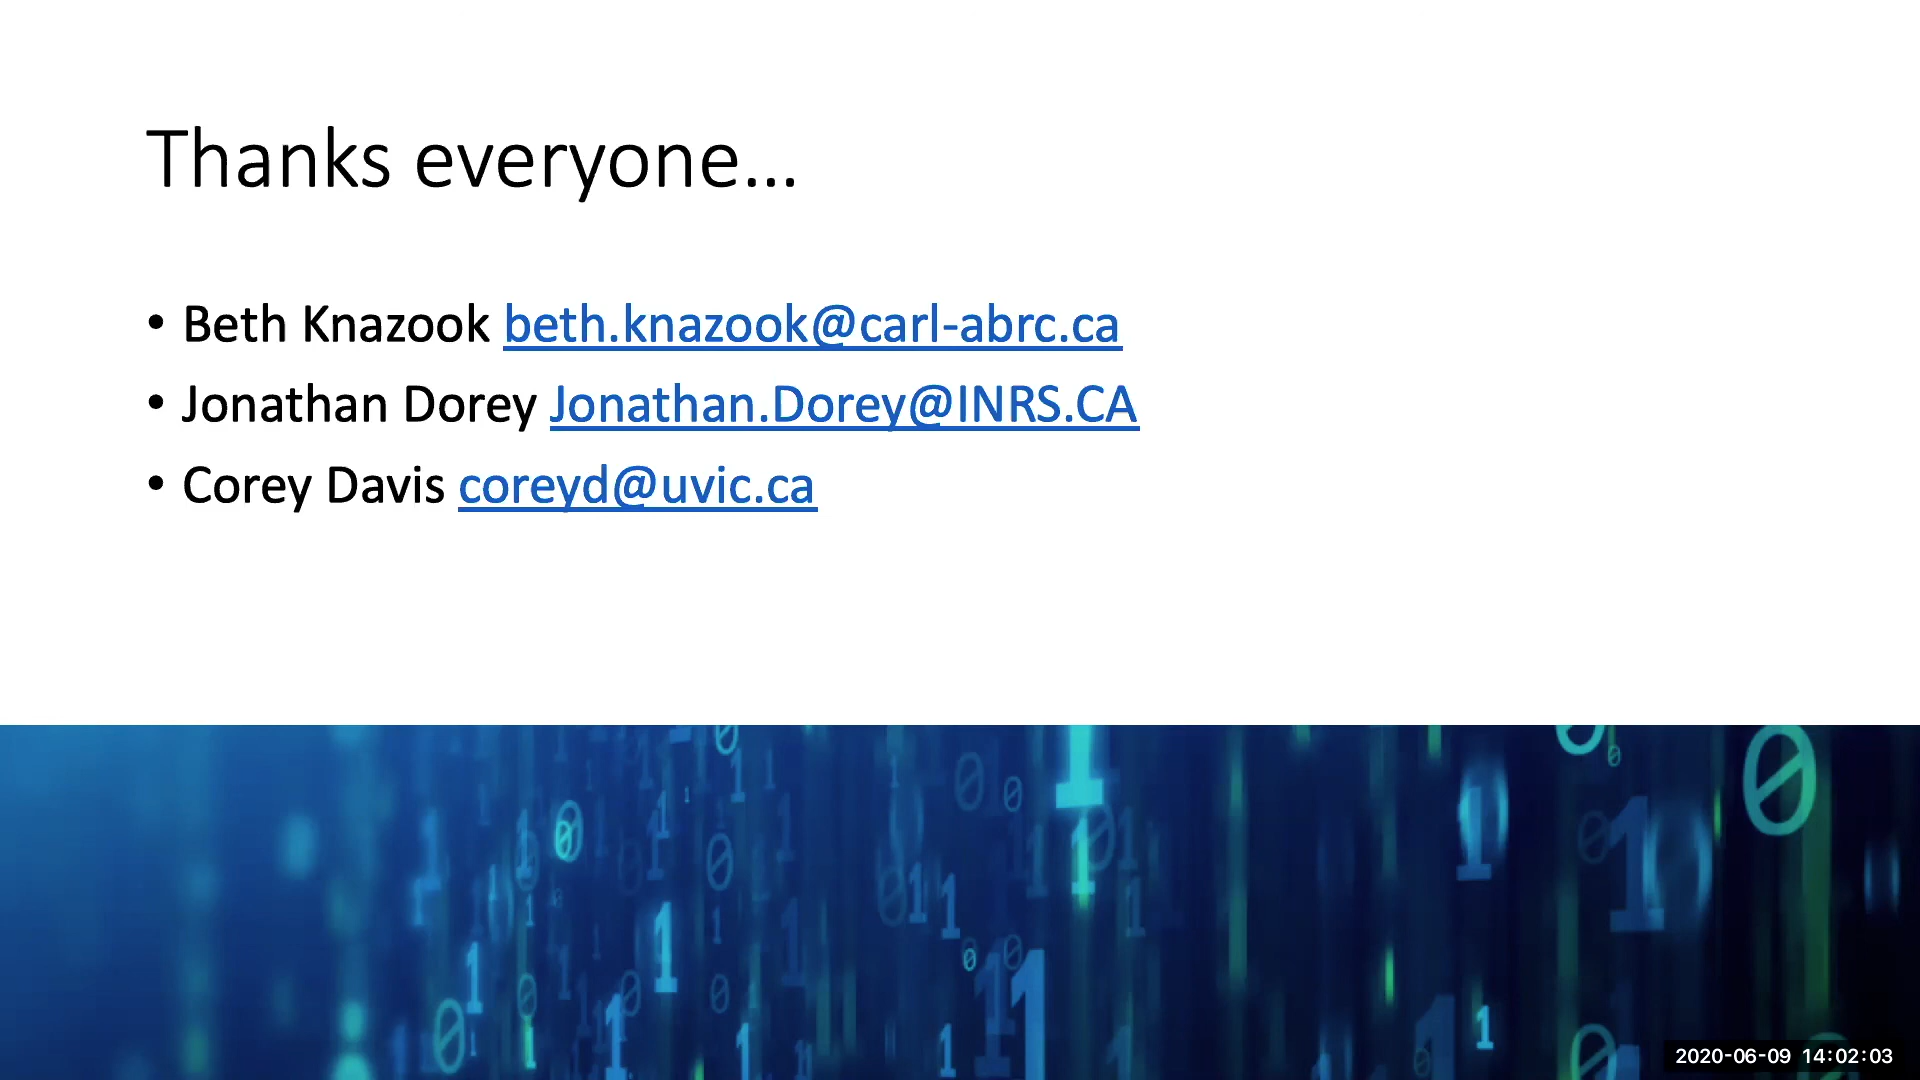 Thanks everyone...
• Beth Knazook beth.knazook@carl-abrc.ca
• Jonathan Dorey Jonathan.Dorey@INRS.CA
• Corey Davis coreyd@uvic.ca
2020-06-09 14:02:03